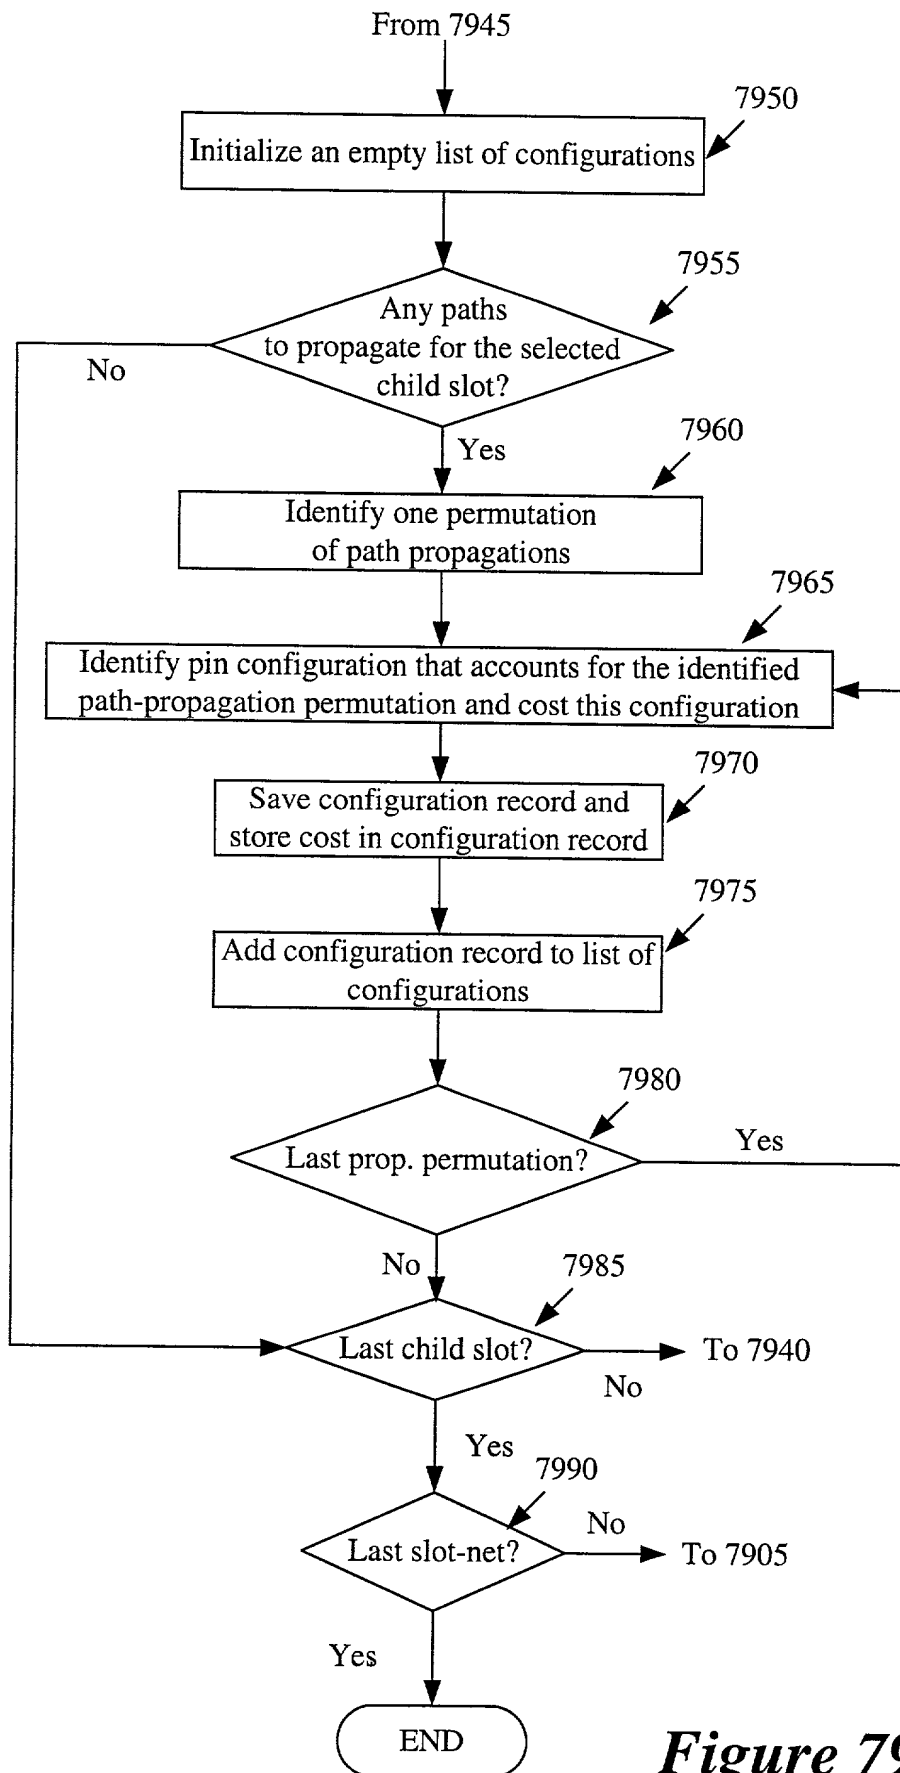 From 7945
7950
Initialize an empty list of configurations
7955
Any paths
to propagate for the selected
child slot?
No
Yes
7960
Identify one permutation
of path propagations
7965
Identify pin configuration that accounts for the identified
path-propagation permutation and cost this configuration
7970
Save configuration record and
store cost in configuration record
7975
Add configuration record to list of
configurations
7980
Last prop. permutation?
Yes
No
7985
Last child slot?
To 7940
No
Yes
7990
Last slot-net?
No
To 7905
Yes
END
Figure 79